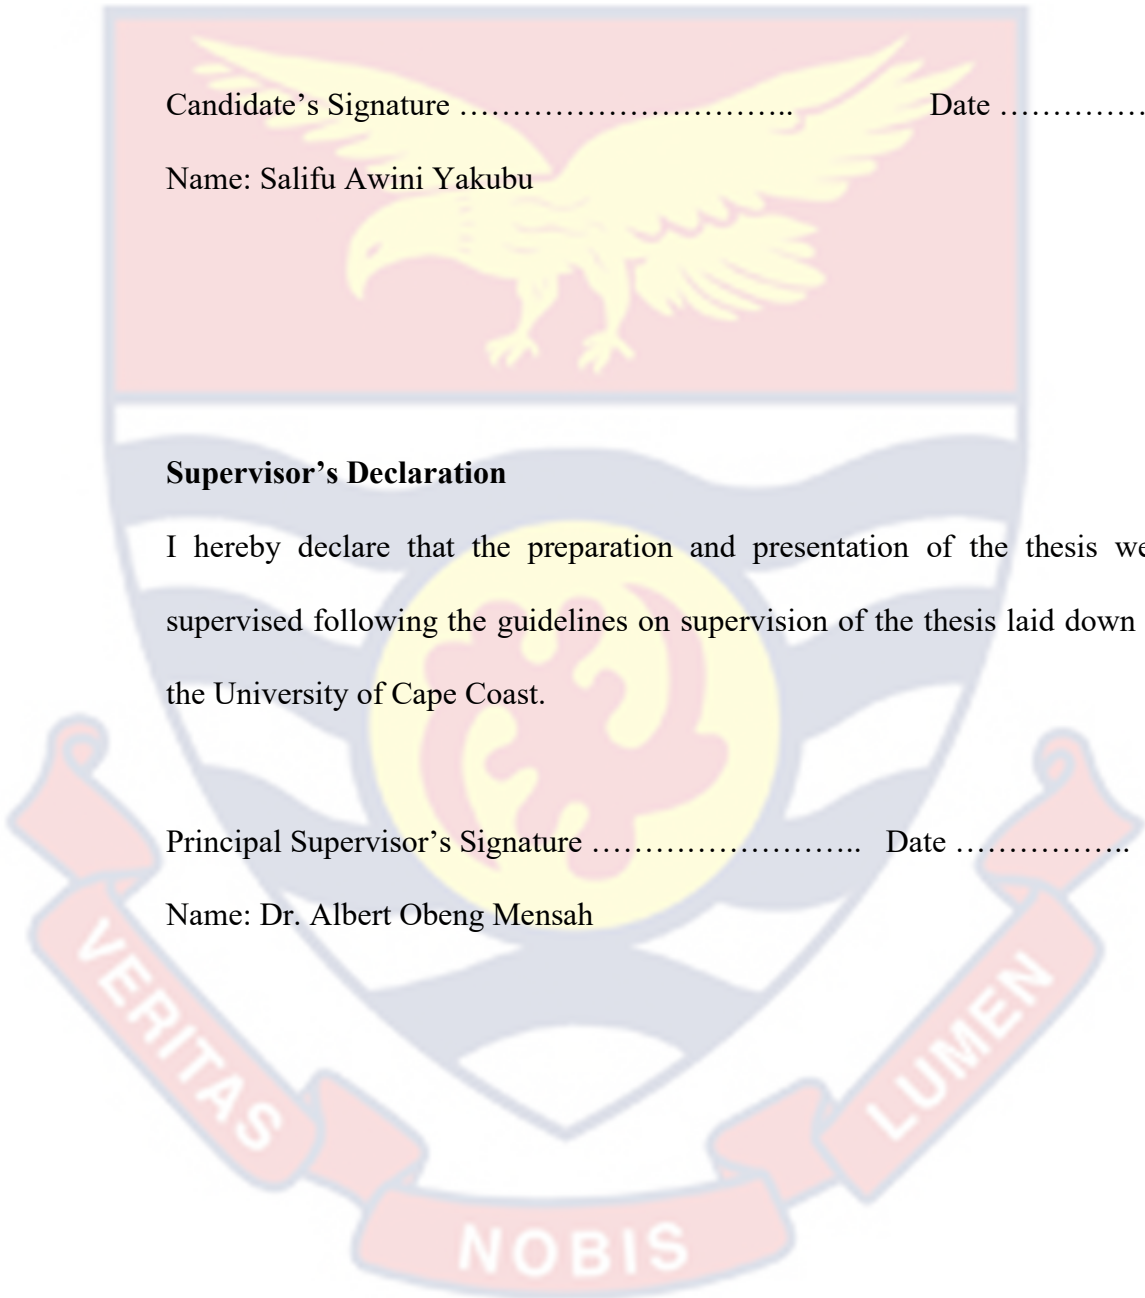 Candidate’s Signature ………………………….. Date ……………
Name: Salifu Awini Yakubu
Supervisor’s Declaration
I hereby declare that the preparation and presentation of the thesis we
supervised following the guidelines on supervision of the thesis laid down
the University of Cape Coast.
Principal Supervisor’s Signature …………………….. Date ……………..
Name: Dr. Albert Obeng Mensah
VERITAS
NOBIS
LUMEN